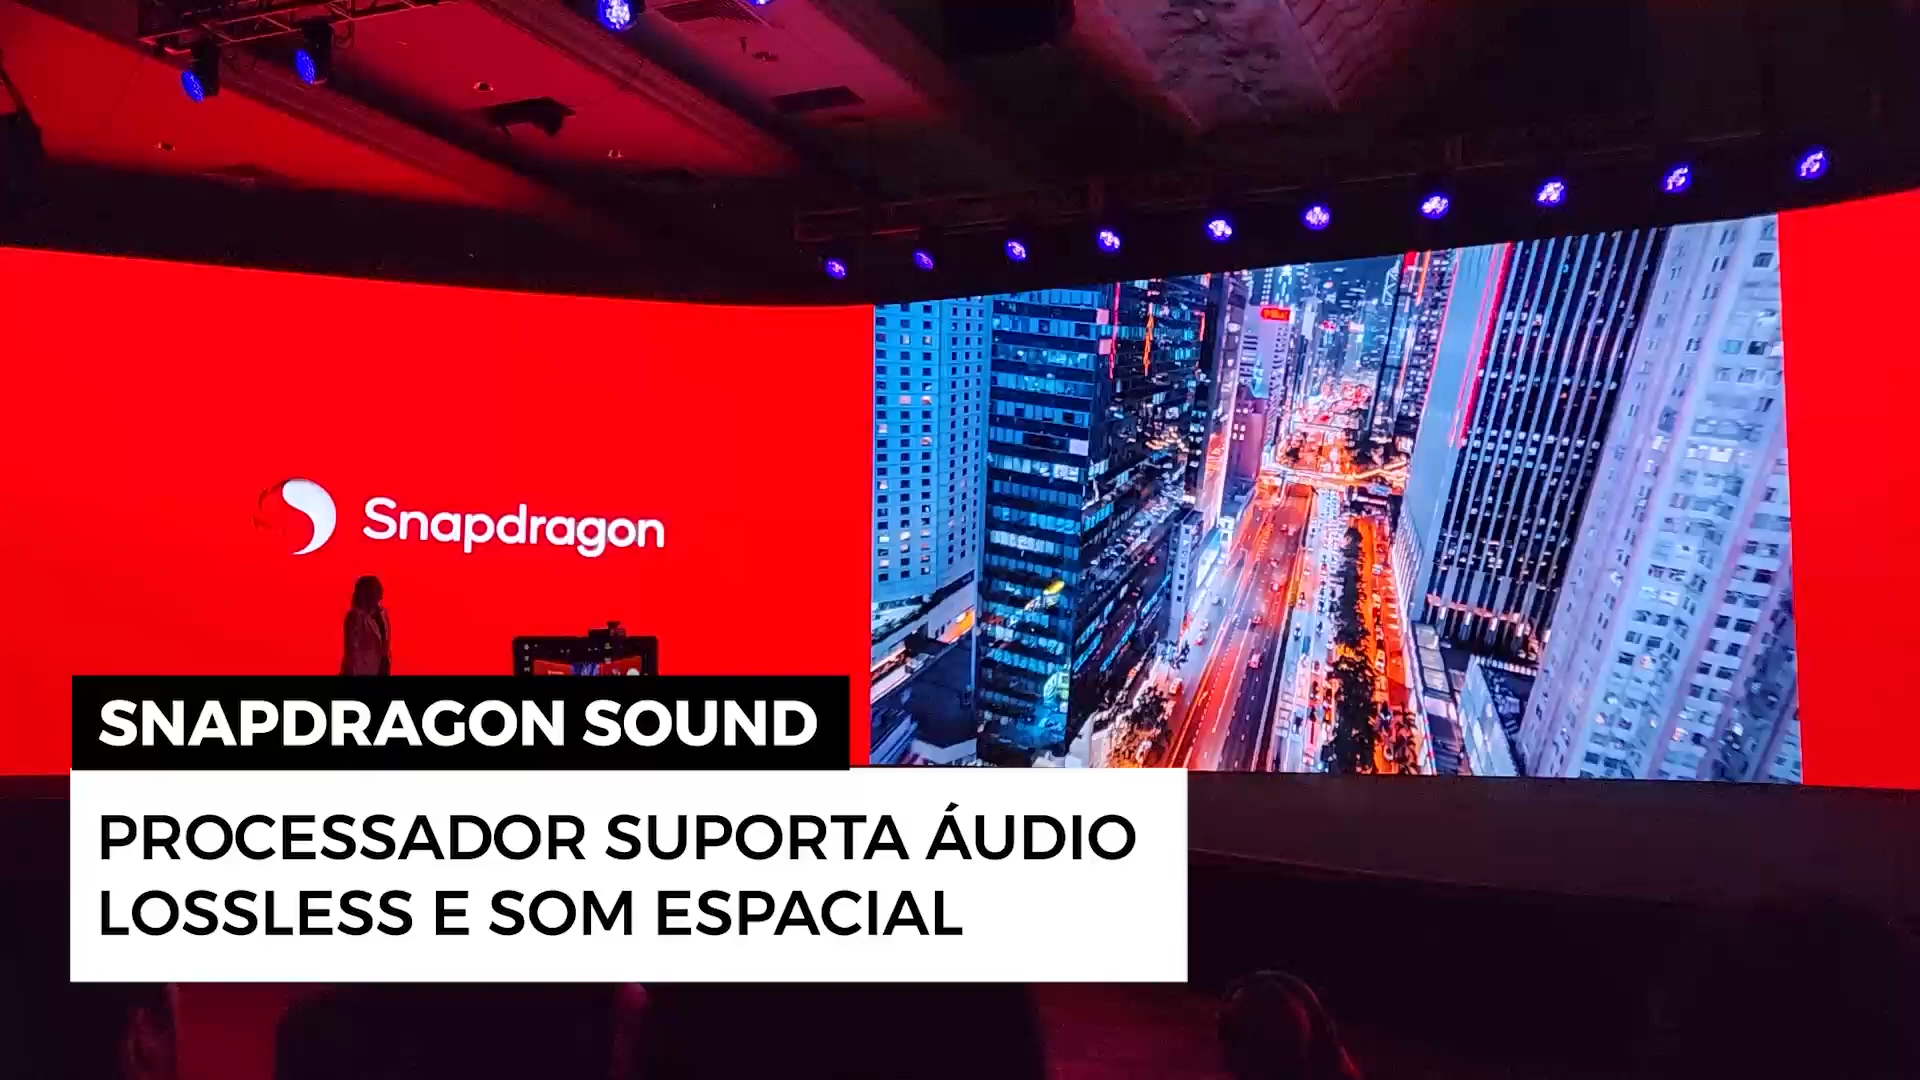 Snapdragon
SNAPDRAGON SOUND
PROCESSADOR SUPORTA ÁUDIO
LOSSLESS E SOM ESPACIAL